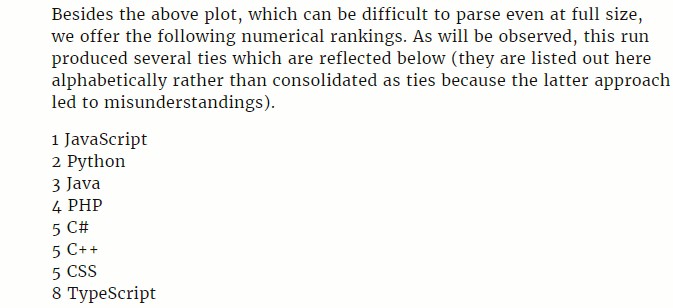 Besides the above plot, which can be difficult to parse even at full size,
we offer the following numerical rankings. As will be observed, this run
produced several ties which are reflected below (they are listed out here
alphabetically rather than consolidated as ties because the latter approach
led to misunderstandings).
1 JavaScript
2 Python
3 Java
4 PHP
5 C#
5 C++
5 CSS
8 TypeScript